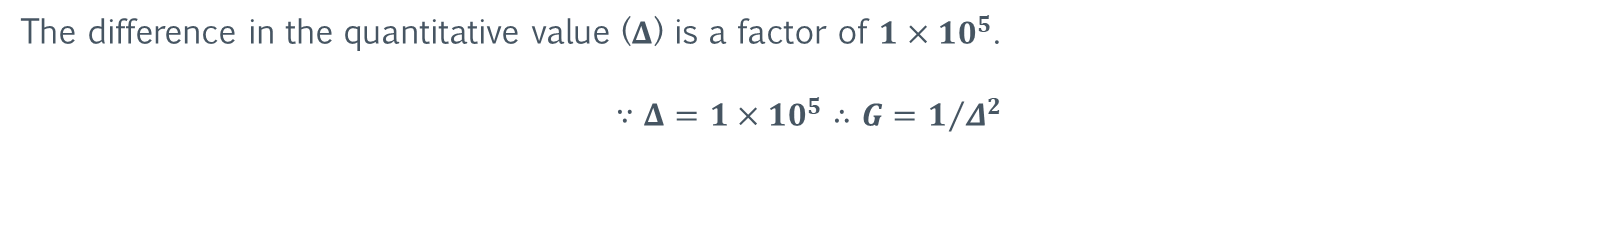 The difference in the quantitative value (Δ) is a factor of 1 × 10⁵.
∵ Δ = 1 × 10⁵ ∴ G = 1/Δ²